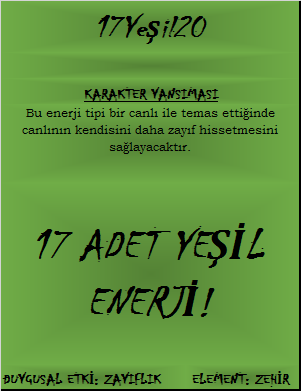 17Yeşil20
KARAKTER YANSIMASI
Bu enerji tipi bir canlı ile temas ettiğinde
canlının kendisini daha zayıf hissetmesini
sağlayacaktır.
17 ADET YEŞİL
ENERJİ!
DUYGUSAL ETKİ: ZAYIFLIK ELEMENT: ZEHİR